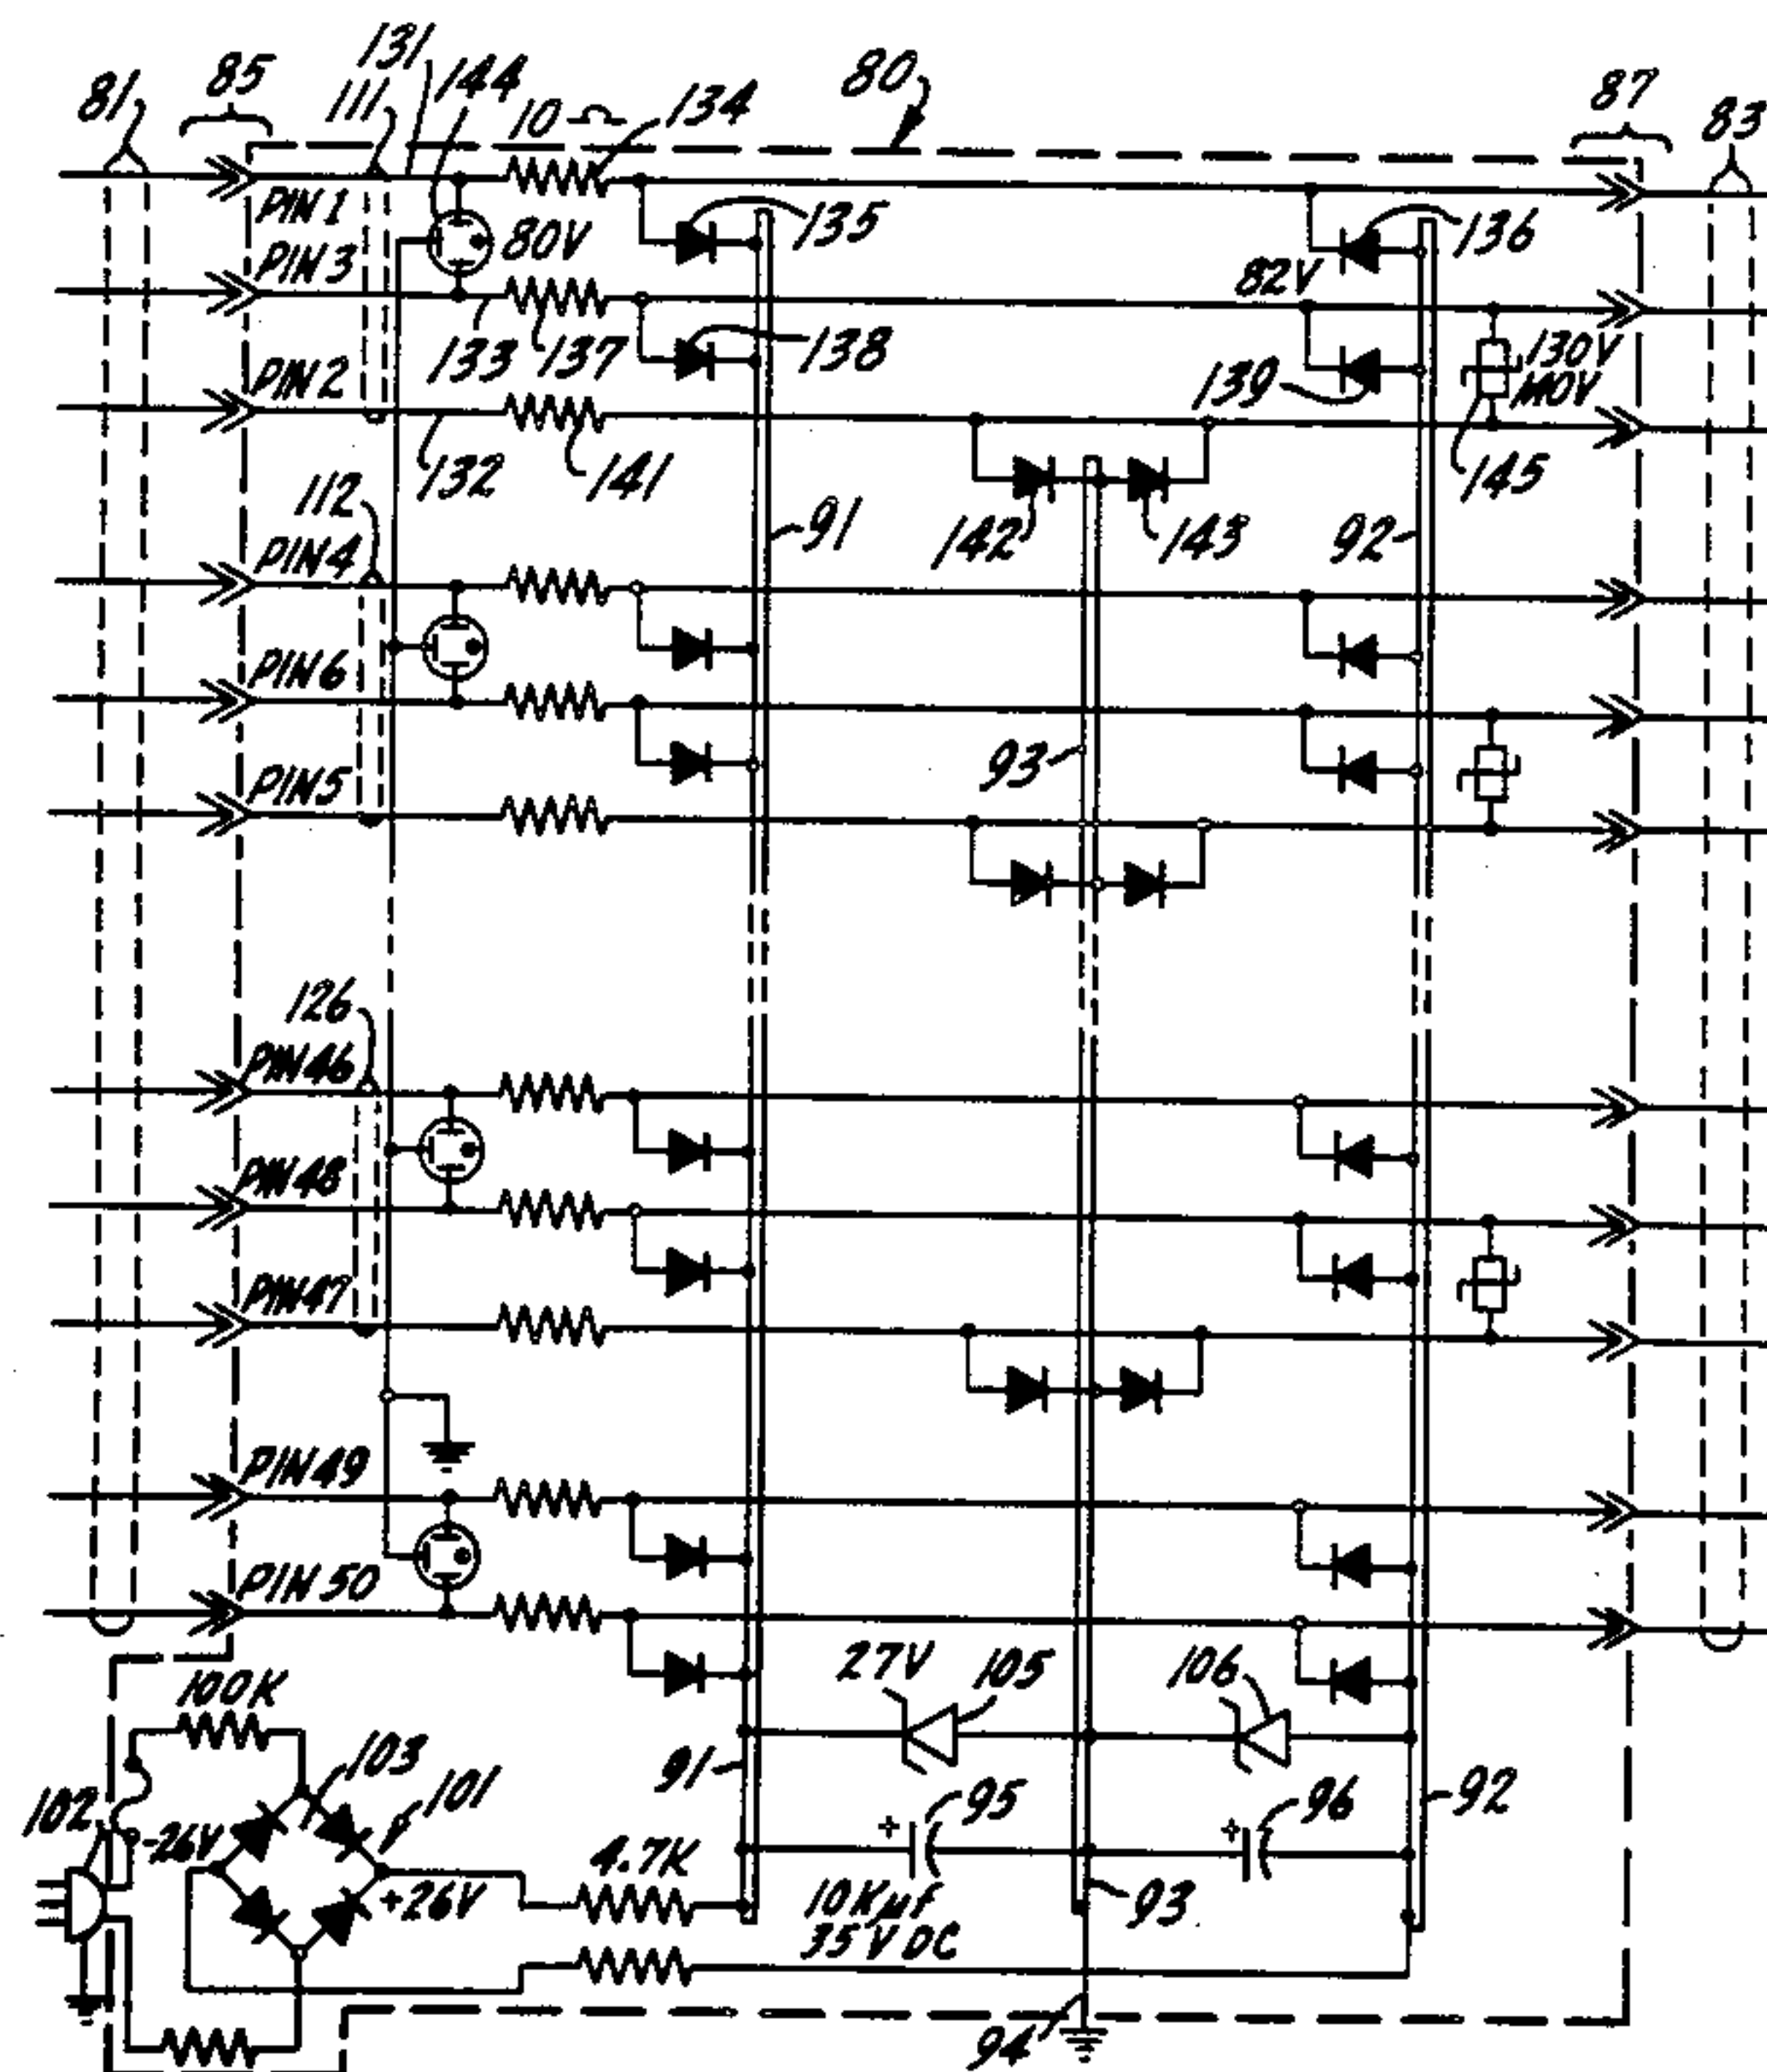 81
85
111
131
144
10 Ω
134
80
87
83
PIN 1
80V
135
136
PIN 3
82V
133
137
138
139
130V
MOV
PIN 2
132
141
142
143
145
112
91
92
PIN 4
PIN 6
93
PIN 5
126
PIN 46
PIN 48
PIN 47
PIN 49
PIN 50
100K
27V
105
106
103
101
91
95
96
92
102
-26V
+26V
4.7K
10Kµf
35 V DC
93
94